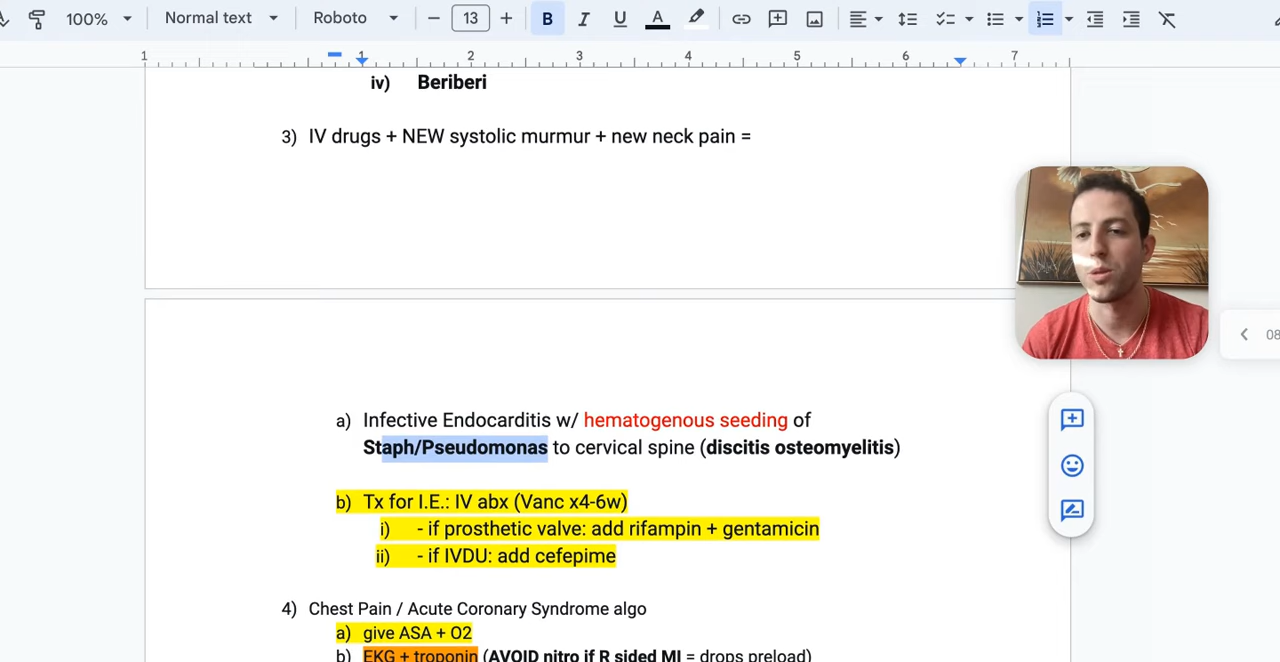 100% Normal text Roboto − 13 + B I U A
1 1 2 3 4 5 6 7
iv) Beriberi
3) IV drugs + NEW systolic murmur + new neck pain =
08
a) Infective Endocarditis w/ hematogenous seeding of
Staph/Pseudomonas to cervical spine (discitis osteomyelitis)
b) Tx for I.E.: IV abx (Vanc x4-6w)
i) - if prosthetic valve: add rifampin + gentamicin
ii) - if IVDU: add cefepime
4) Chest Pain / Acute Coronary Syndrome algo
a) give ASA + O2
b) EKG + troponin (AVOID nitro if R sided MI = drops preload)